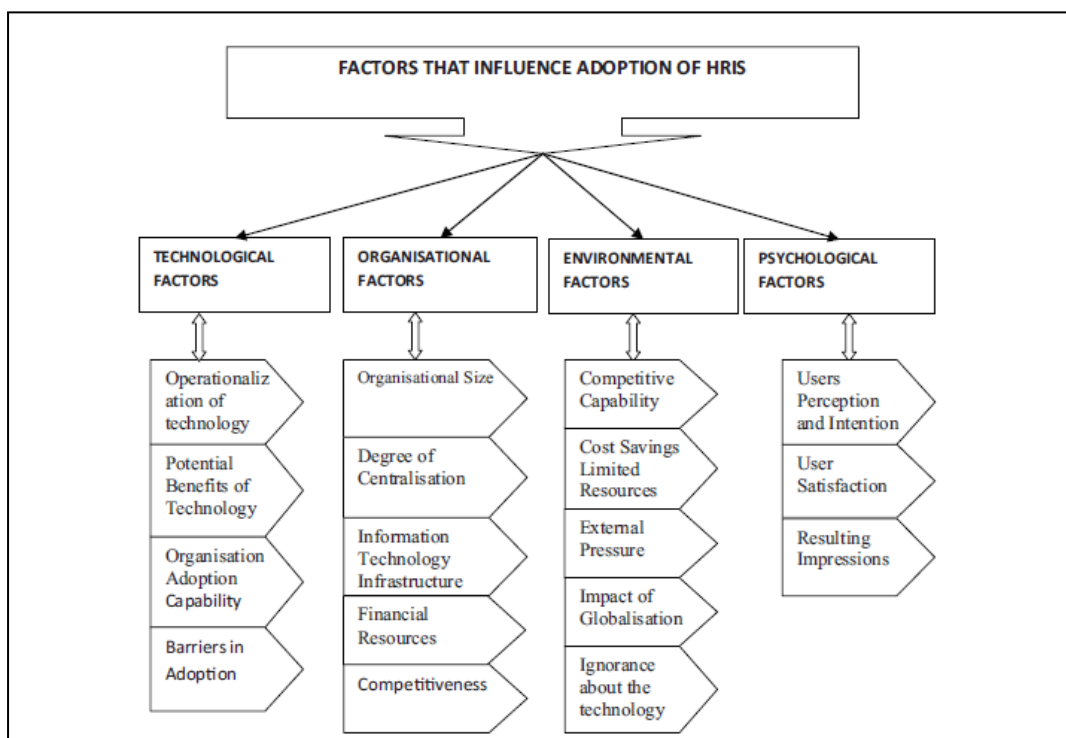 FACTORS THAT INFLUENCE ADOPTION OF HRIS
TECHNOLOGICAL
FACTORS
ORGANISATIONAL
FACTORS
ENVIRONMENTAL
FACTORS
PSYCHOLOGICAL
FACTORS
Operationaliz
ation of
technology
Potential
Benefits of
Technology
Organisation
Adoption
Capability
Barriers in
Adoption
Organisational Size
Degree of
Centralisation
Information
Technology
Infrastructure
Financial
Resources
Competitiveness
Competitive
Capability
Cost Savings
Limited
Resources
External
Pressure
Impact of
Globalisation
Ignorance
about the
technology
Users
Perception
and Intention
User
Satisfaction
Resulting
Impressions